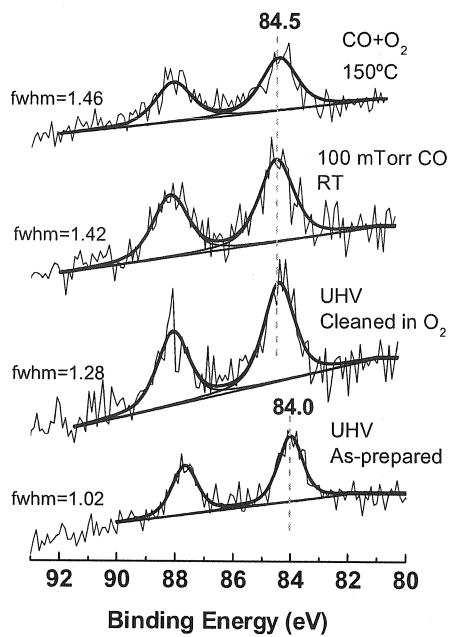 84.5
CO+O₂
150ºC
fwhm=1.46
100 mTorr CO
RT
fwhm=1.42
UHV
Cleaned in O₂
fwhm=1.28
84.0
UHV
As-prepared
fwhm=1.02
92 90 88 86 84 82 80
Binding Energy (eV)